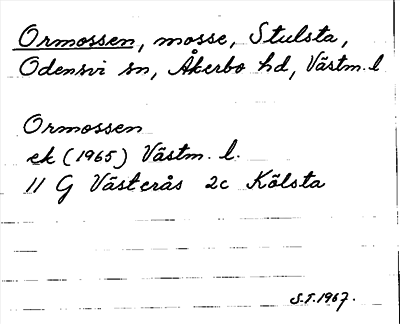 Ormossen, mosse, Stulsta,
Odensvi sn, Åkerbo hd, Västm. l
Ormossen
ek (1965) Västm. l.
11 G Västerås 2c Kölsta
S.T. 1967.